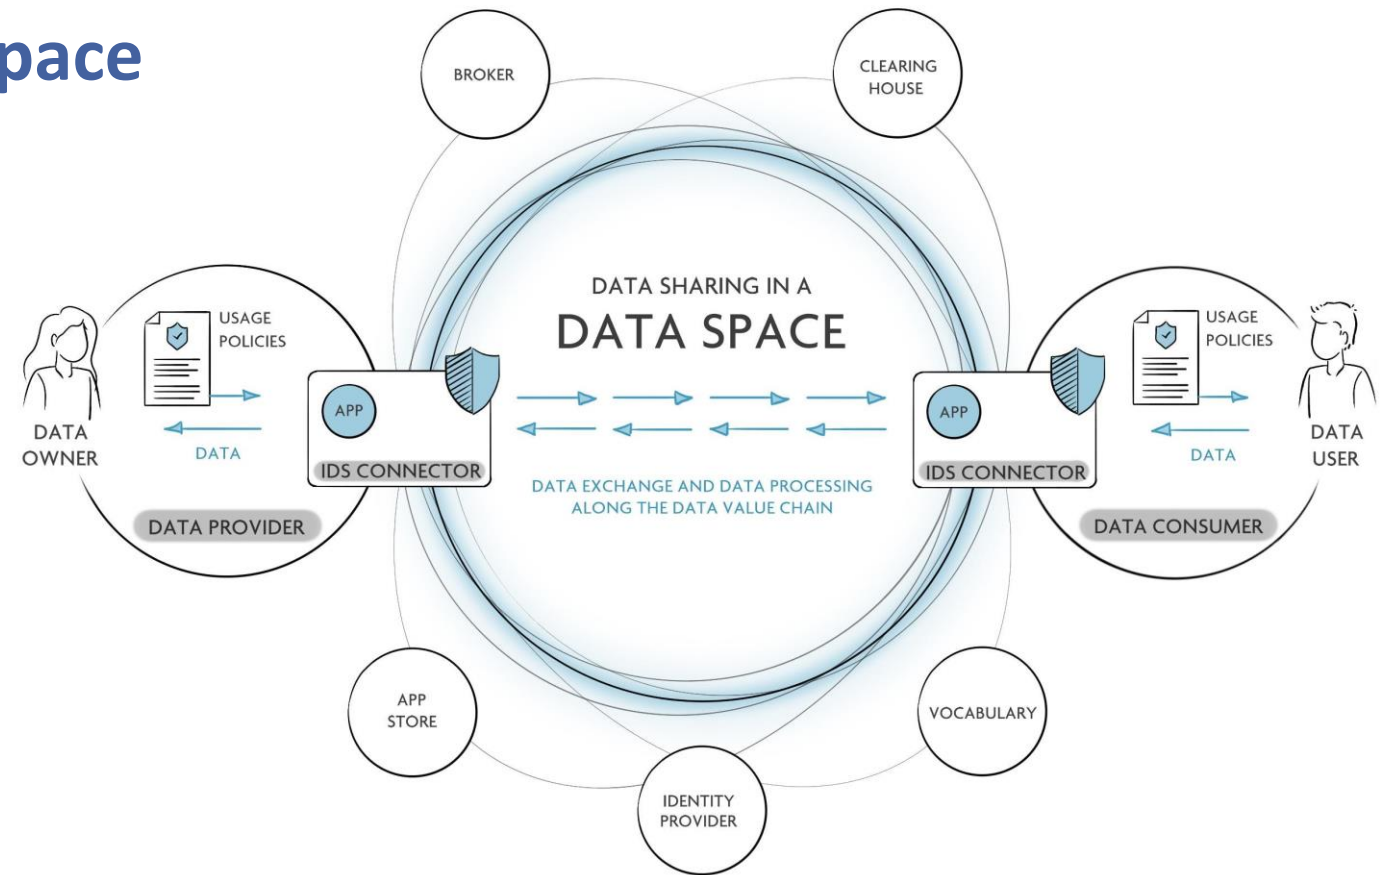 pace
BROKER
CLEARING
HOUSE
DATA SHARING IN A
DATA SPACE
USAGE
POLICIES
DATA
DATA
OWNER
APP
IDS CONNECTOR
DATA PROVIDER
DATA EXCHANGE AND DATA PROCESSING
ALONG THE DATA VALUE CHAIN
USAGE
POLICIES
DATA
DATA
USER
APP
IDS CONNECTOR
DATA CONSUMER
APP
STORE
VOCABULARY
IDENTITY
PROVIDER